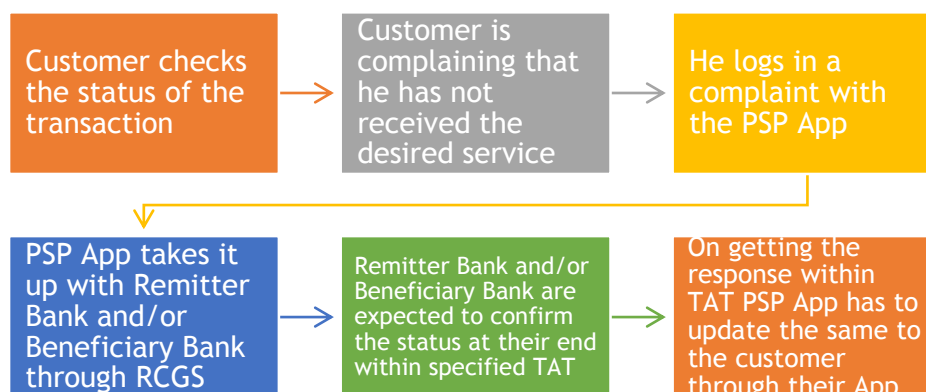 Customer checks
the status of the
transaction
Customer is
complaining that
he has not
received the
desired service
He logs in a
complaint with
the PSP App
PSP App takes it
up with Remitter
Bank and/or
Beneficiary Bank
through RCGS
Remitter Bank and/or
Beneficiary Bank are
expected to confirm
the status at their end
within specified TAT
On getting the
response within
TAT PSP App has to
update the same to
the customer
through their App